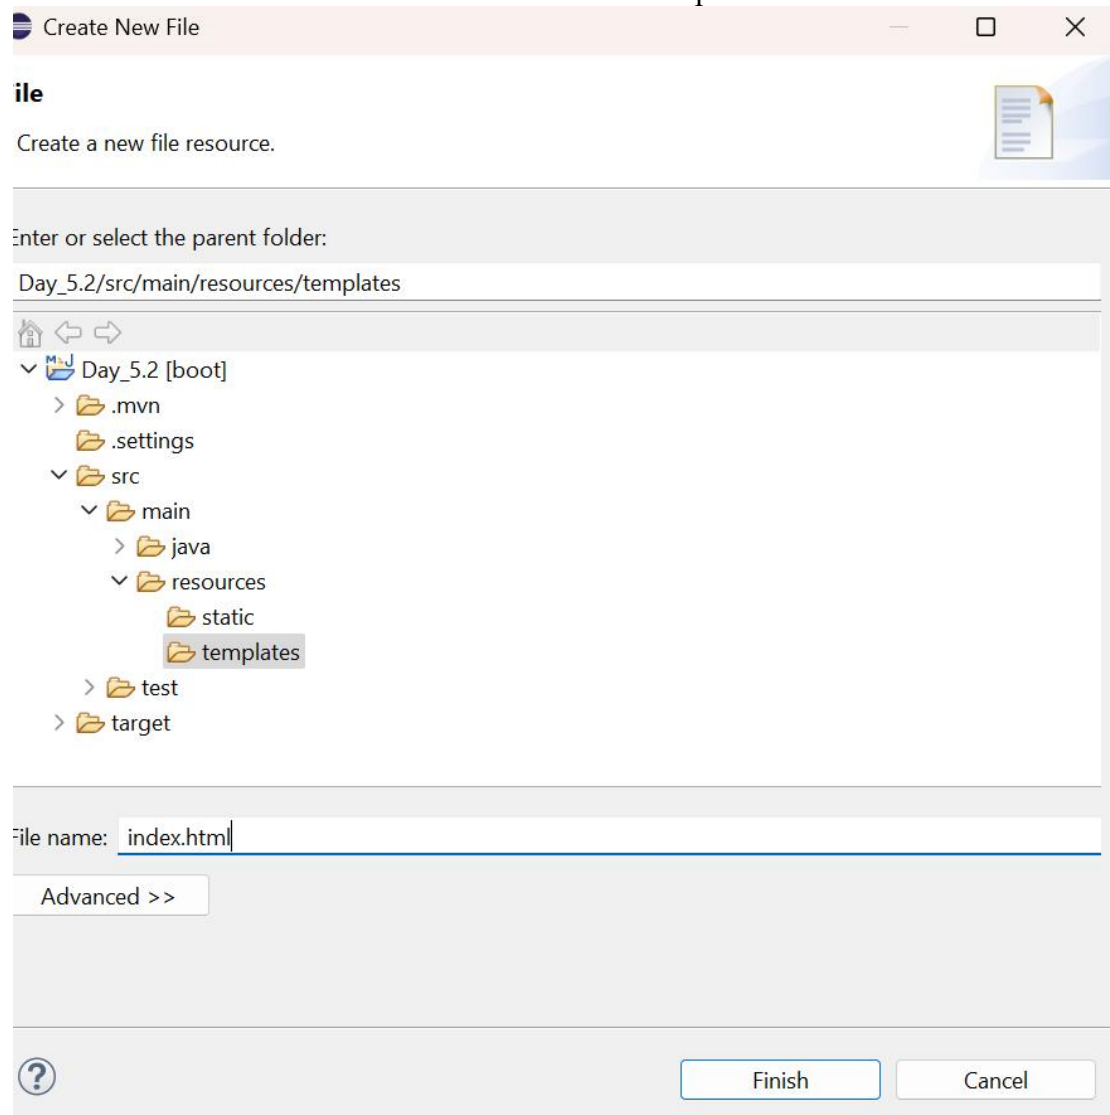 Create New File
ile
Create a new file resource.
Enter or select the parent folder:
Day_5.2/src/main/resources/templates
Day_5.2 [boot]
.mvn
.settings
src
main
java
resources
static
templates
test
target
File name: index.html
Advanced >>
Finish
Cancel